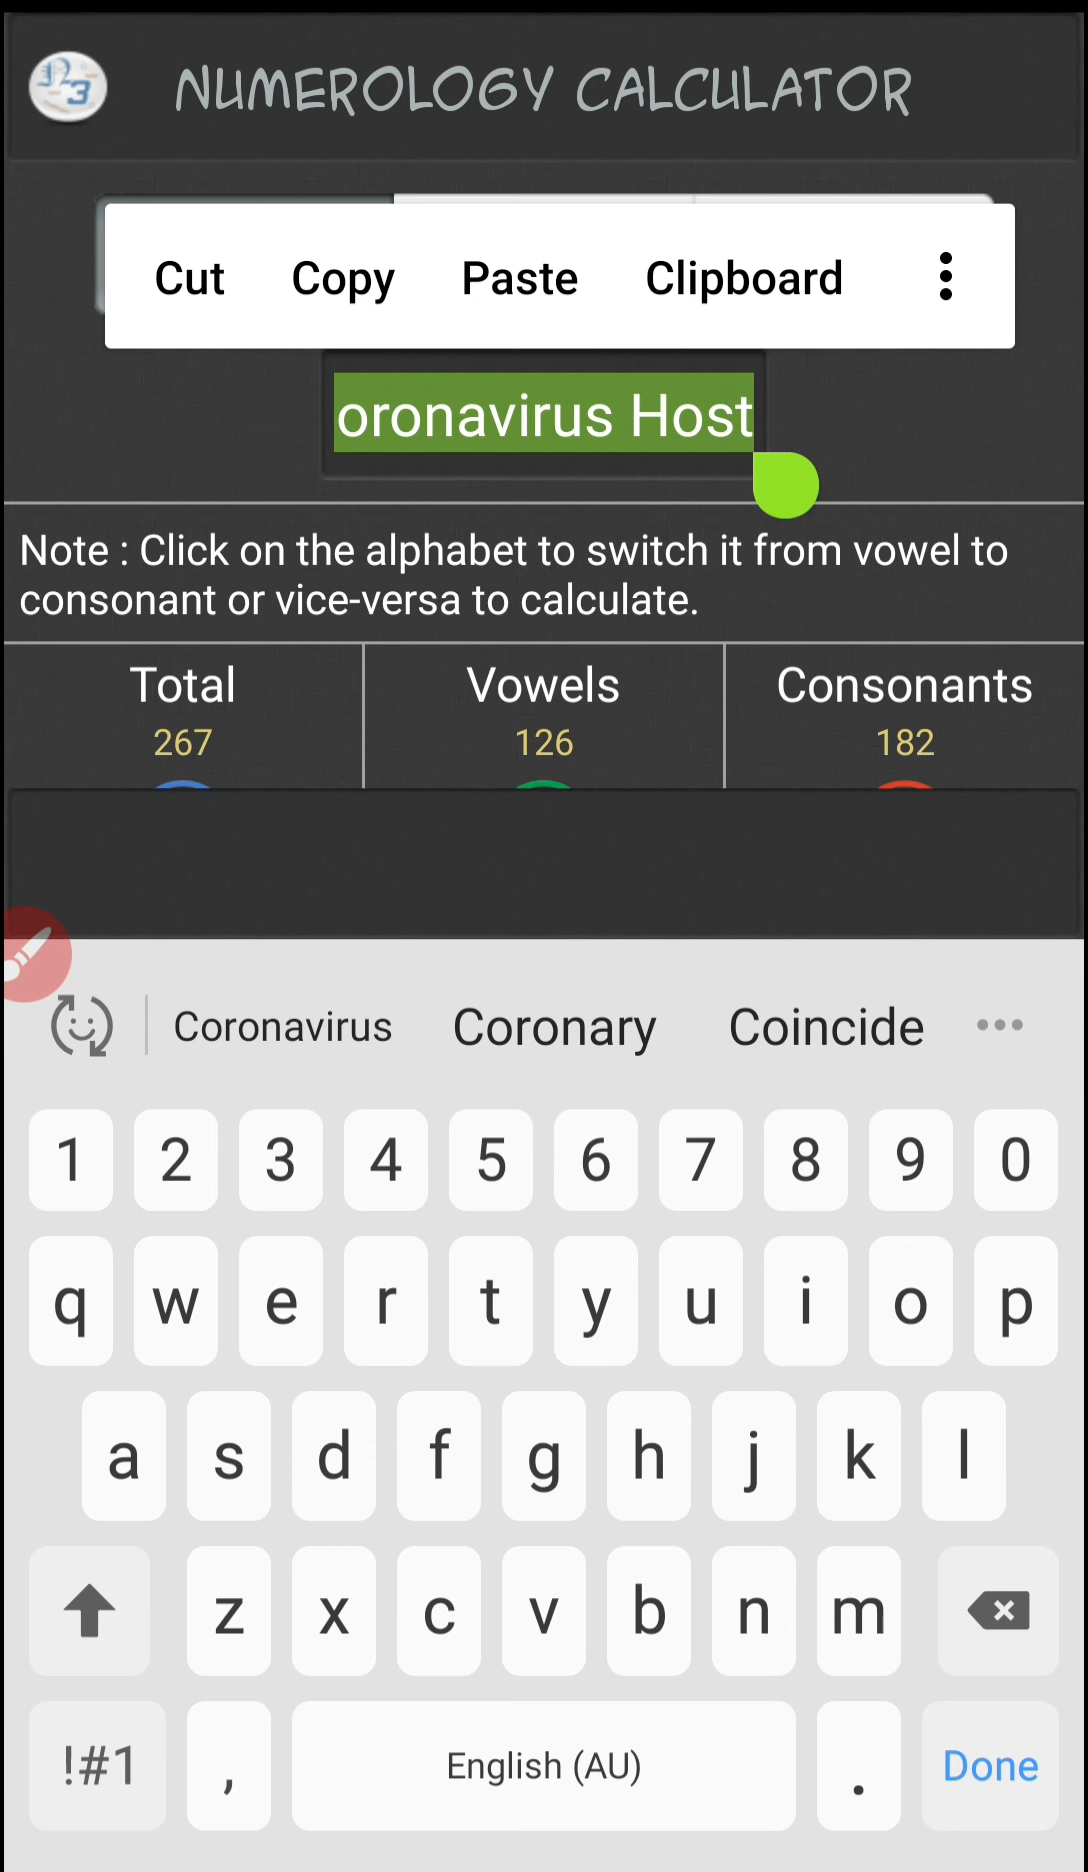 NUMEROLOGY CALCULATOR
Cut Copy Paste Clipboard
oronavirus Host
Note : Click on the alphabet to switch it from vowel to
consonant or vice-versa to calculate.
Total Vowels Consonants
267 126 182
Coronavirus Coronary Coincide
1 2 3 4 5 6 7 8 9 0
q w e r t y u i o p
a s d f g h j k l
z x c v b n m
!#1 , English (AU) . Done